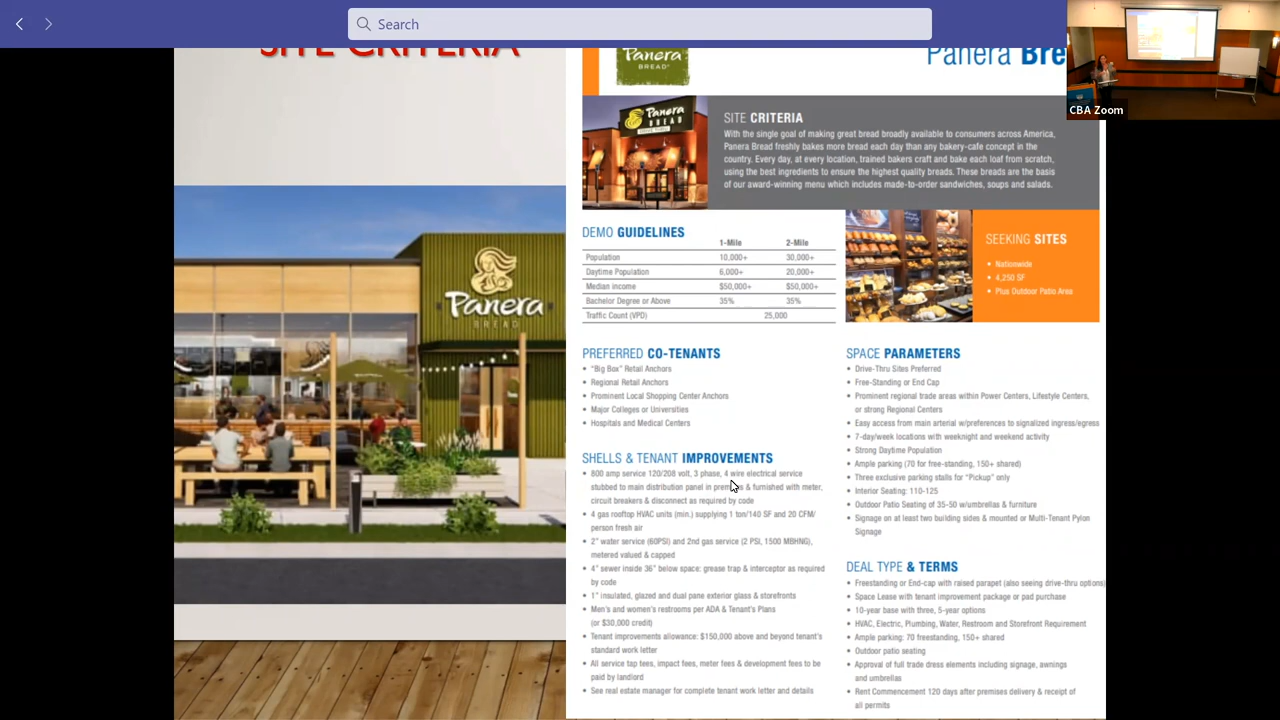 Search
SITE CRITERIA
Panera
BREAD
Panera Bre
CBA Zoom
Panera
BREAD
SITE CRITERIA
With the single goal of making great bread broadly available to consumers across America,
Panera Bread freshly bakes more bread each day than any bakery-cafe concept in the
country. Every day, at every location, trained bakers craft and bake each loaf from scratch,
using the best ingredients to ensure the highest quality breads. These breads are the basis
of our award-winning menu which includes made-to-order sandwiches, soups and salads.
DEMO GUIDELINES
1-Mile 2-Mile
Population 10,000+ 30,000+
Daytime Population 6,000+ 20,000+
Median income $50,000+ $50,000+
Bachelor Degree or Above 35% 35%
Traffic Count (VPD) 25,000
SEEKING SITES
• Nationwide
• 4,250 SF
• Plus Outdoor Patio Area
Panera
BREAD
PREFERRED CO-TENANTS
• "Big Box" Retail Anchors
• Regional Retail Anchors
• Prominent Local Shopping Center Anchors
• Major Colleges or Universities
• Hospitals and Medical Centers
SHELLS & TENANT IMPROVEMENTS
• 800 amp service 120/208 volt, 3 phase, 4 wire electrical service
stubbed to main distribution panel in & furnished with meter,
circuit breakers & disconnect as required by code
• 4 gas rooftop HVAC units (min.) supplying 1 ton/140 SF and 20 CFM/
person fresh air
• 2" water service (60PSI) and 2nd gas service (2 PSI, 1500 MBHNG),
metered valued & capped
• 4" sewer inside 36" below space: grease trap & interceptor as required
by code
• 1" insulated, glazed and dual pane exterior glass & storefronts
• Men's and women's restrooms per ADA & Tenant's Plans
(or $30,000 credit)
• Tenant improvements allowance: $150,000 above and beyond tenant's
standard work letter
• All service tap fees, impact fees, meter fees & development fees to be
paid by landlord
• See real estate manager for complete tenant work letter and details
SPACE PARAMETERS
• Drive-Thru Sites Preferred
• Free-Standing or End Cap
• Prominent regional trade areas within Power Centers, Lifestyle Centers,
or strong Regional Centers
• Easy access from main arterial w/preferences to signalized ingress/egress
• 7-day/week locations with weeknight and weekend activity
• Strong Daytime Population
• Ample parking (70 for free-standing, 150+ shared)
• Three exclusive parking stalls for "Pickup" only
• Interior Seating: 110-125
• Outdoor Patio Seating of 35-50 w/umbrellas & furniture
• Signage on at least two building sides & mounted or Multi-Tenant Pylon
Signage
DEAL TYPE & TERMS
• Freestanding or End-cap with raised parapet (also seeing drive-thru options)
• Space Lease with tenant improvement package or pad purchase
• 10-year base with three, 5-year options
• HVAC, Electric, Plumbing, Water, Restroom and Storefront Requirement
• Ample parking: 70 freestanding, 150+ shared
• Outdoor patio seating
• Approval of full trade dress elements including signage, awnings
and umbrellas
• Rent Commencement 120 days after premises delivery & receipt of
all permits